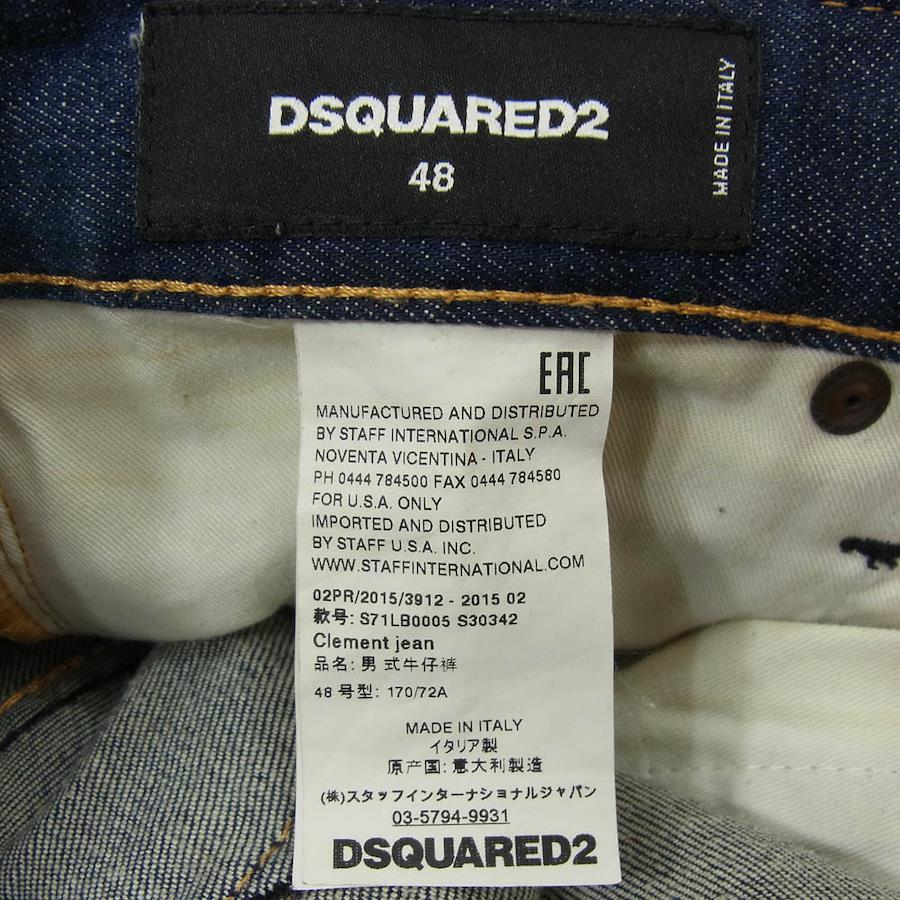 DSQUARED2
48
MADE IN ITALY
EAC
MANUFACTURED AND DISTRIBUTED
BY STAFF INTERNATIONAL S.P.A.
NOVENTA VICENTINA - ITALY
PH 0444 784500 FAX 0444 784580
FOR U.S.A. ONLY
IMPORTED AND DISTRIBUTED
BY STAFF U.S.A. INC.
WWW.STAFFINTERNATIONAL.COM
02PR/2015/3912 - 2015 02
款号: S71LB0005 S30342
Clement jean
品名: 男 式牛仔裤
48 号型: 170/72A
MADE IN ITALY
イタリア製
原产国: 意大利製造
(株)スタッフインターナショナルジャパン
03-5794-9931
DSQUARED2